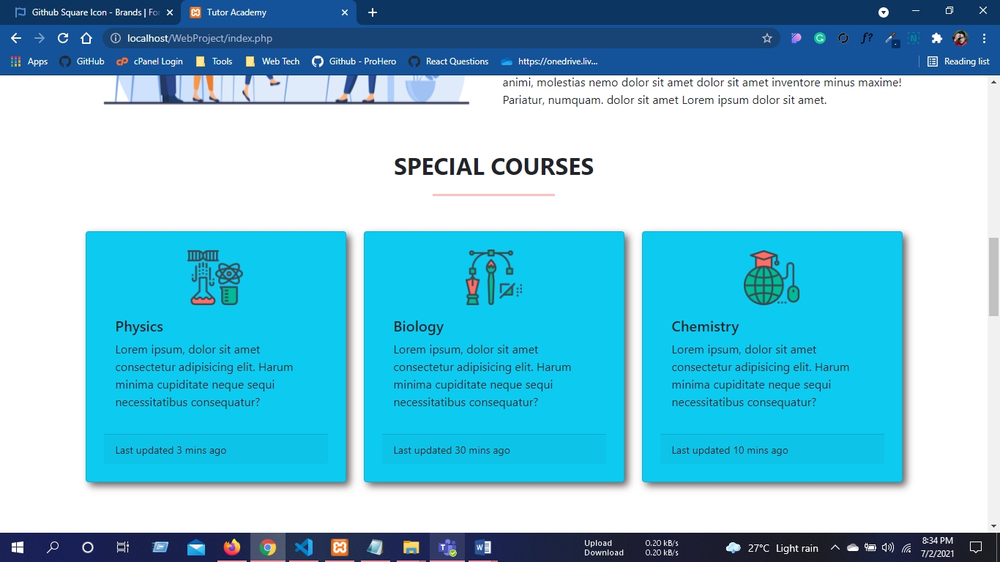 Github Square Icon - Brands | For
Tutor Academy
localhost/WebProject/index.php
Apps
GitHub
cPanel Login
Tools
Web Tech
Github - ProHero
React Questions
https://onedrive.liv...
Reading list
animi, molestias nemo dolor sit amet dolor sit amet inventore minus maxime!
Pariatur, numquam. dolor sit amet Lorem ipsum dolor sit amet.
SPECIAL COURSES
Physics
Lorem ipsum, dolor sit amet
consectetur adipisicing elit. Harum
minima cupiditate neque sequi
necessitatibus consequatur?
Last updated 3 mins ago
Biology
Lorem ipsum, dolor sit amet
consectetur adipisicing elit. Harum
minima cupiditate neque sequi
necessitatibus consequatur?
Last updated 30 mins ago
Chemistry
Lorem ipsum, dolor sit amet
consectetur adipisicing elit. Harum
minima cupiditate neque sequi
necessitatibus consequatur?
Last updated 10 mins ago
Upload 0.20 kB/s
Download 0.20 kB/s
27°C Light rain
8:34 PM
7/2/2021